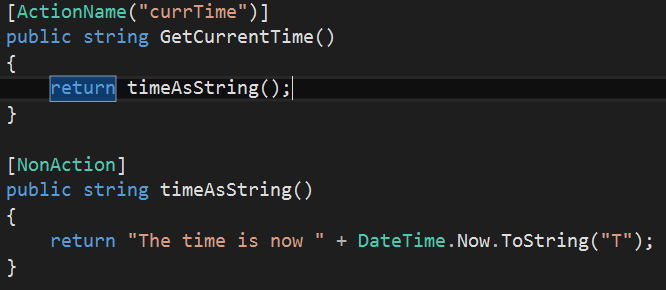 [ActionName("currTime")]
public string GetCurrentTime()
{
    return timeAsString();
}

[NonAction]
public string timeAsString()
{
    return "The time is now " + DateTime.Now.ToString("T");
}